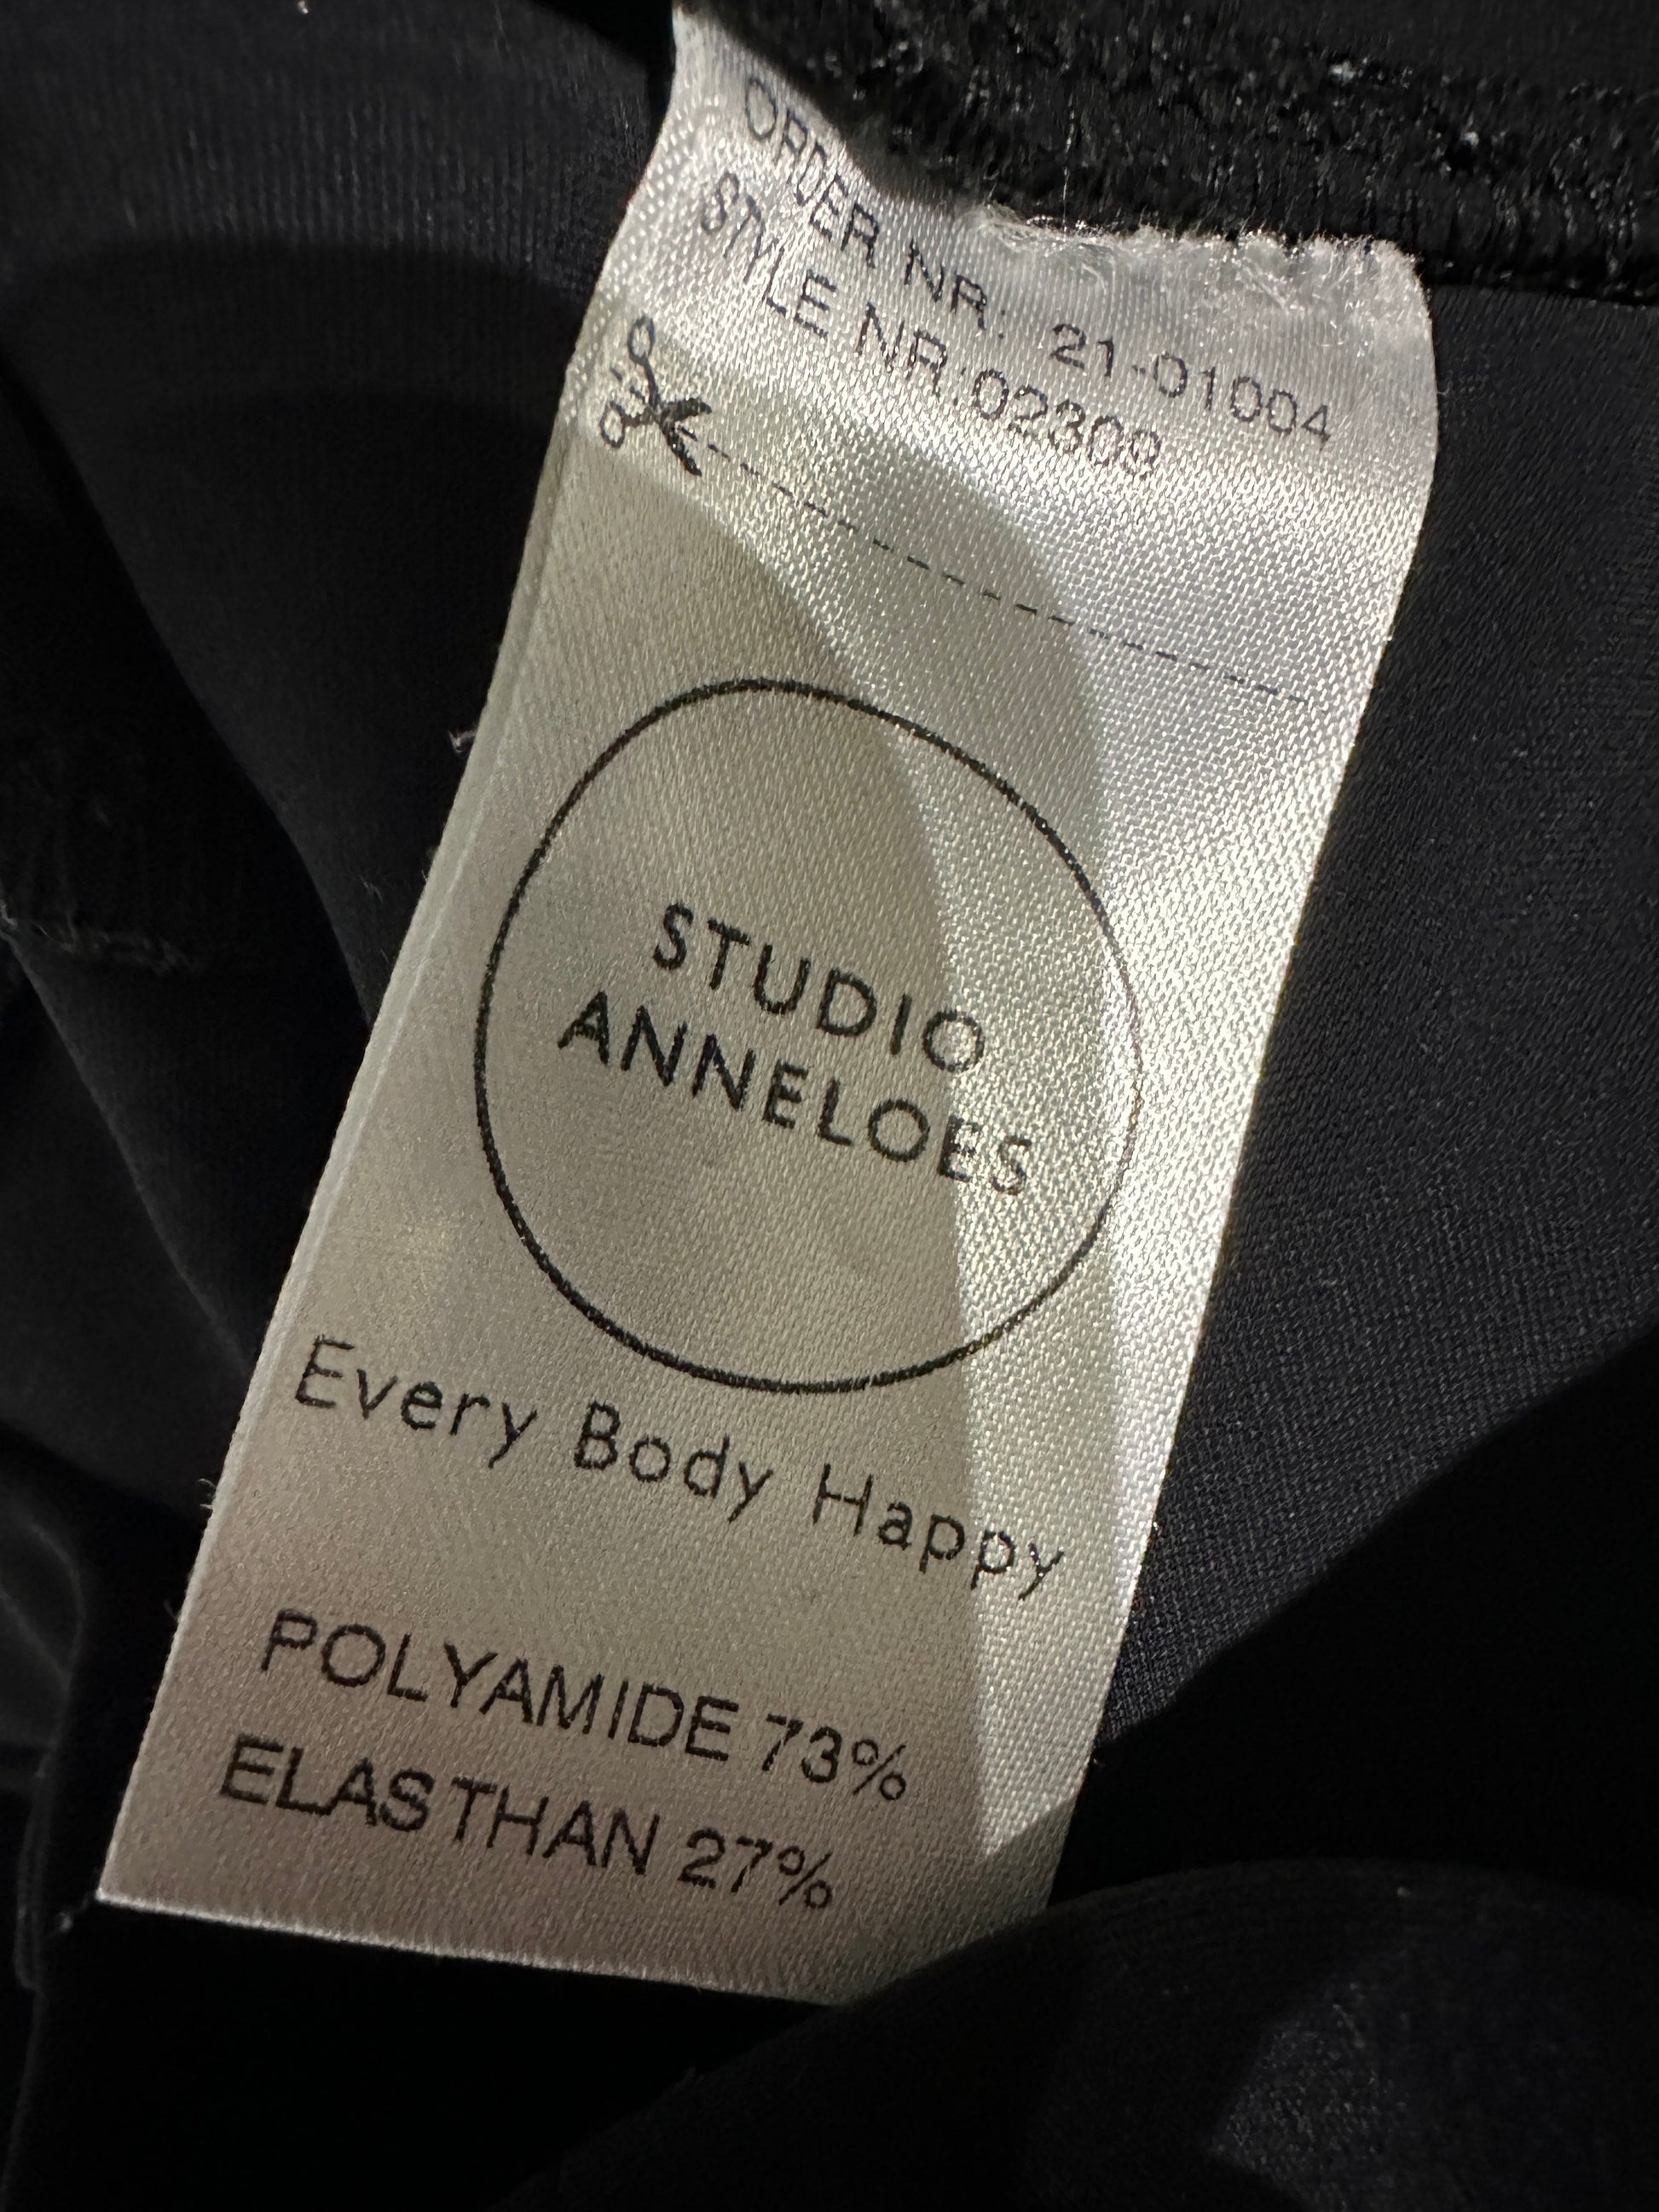 ORDER NR: 21-01004
STYLE NR:02309
STUDIO
ANNELOES
Every Body Happy
POLYAMIDE 73%
ELASTHAN 27%